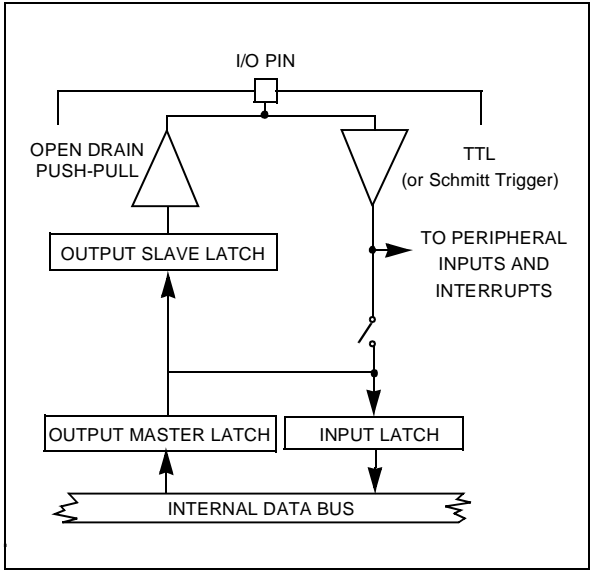 I/O PIN
OPEN DRAIN
PUSH-PULL
TTL
(or Schmitt Trigger)
OUTPUT SLAVE LATCH
TO PERIPHERAL
INPUTS AND
INTERRUPTS
OUTPUT MASTER LATCH
INPUT LATCH
INTERNAL DATA BUS